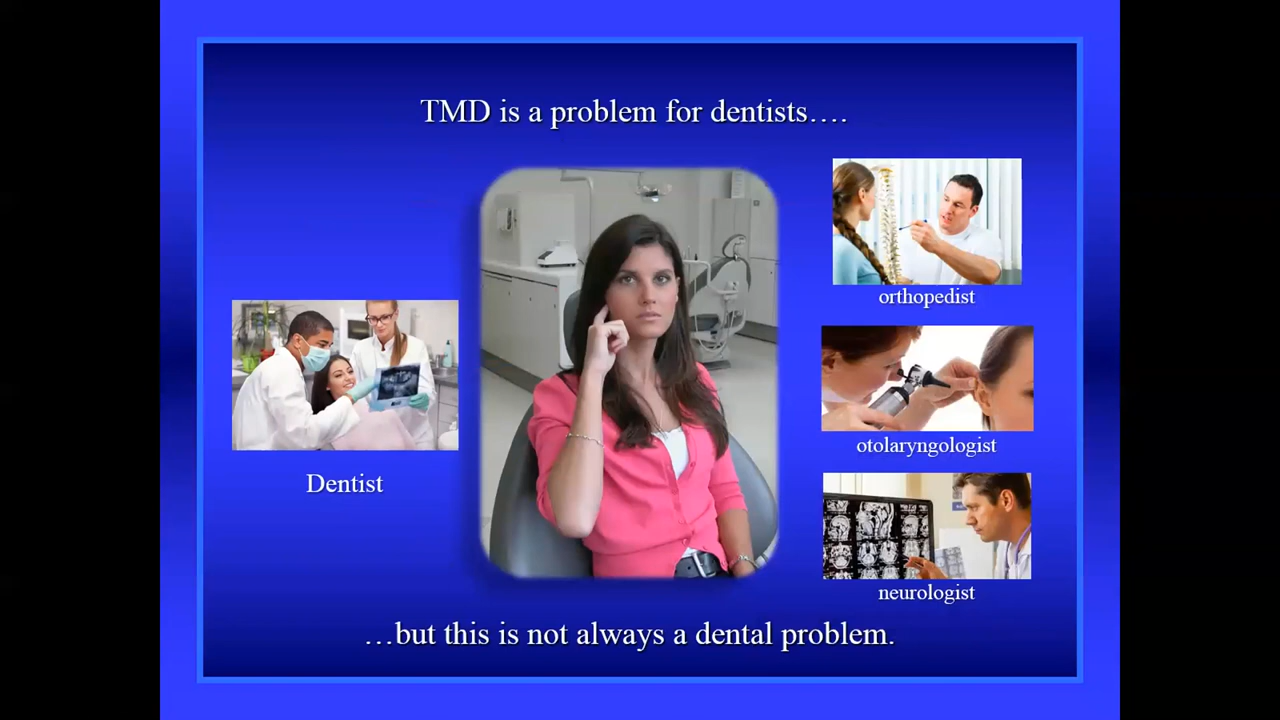 TMD is a problem for dentists….
orthopedist
otolaryngologist
Dentist
neurologist
…but this is not always a dental problem.